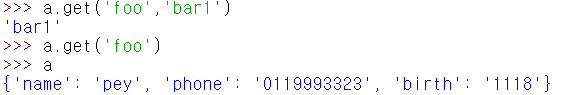 >>> a.get('foo','bar1')
'bar1'
>>> a.get('foo')
>>> a
{'name': 'pey', 'phone': '0119993323', 'birth': '1118'}